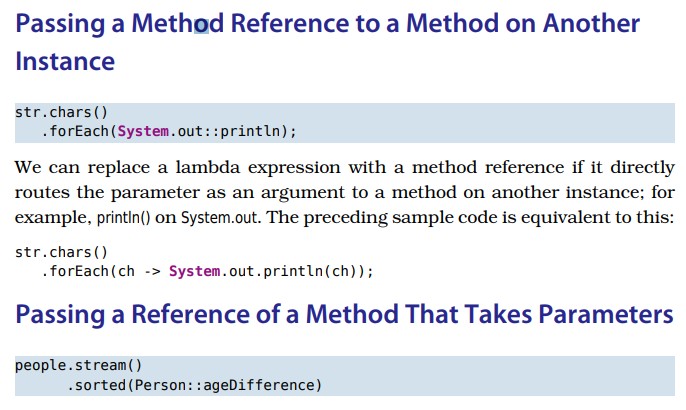 Passing a Method Reference to a Method on Another
Instance
str.chars()
   .forEach(System.out::println);
We can replace a lambda expression with a method reference if it directly
routes the parameter as an argument to a method on another instance; for
example, println() on System.out. The preceding sample code is equivalent to this:
str.chars()
   .forEach(ch -> System.out.println(ch));
Passing a Reference of a Method That Takes Parameters
people.stream()
      .sorted(Person::ageDifference)